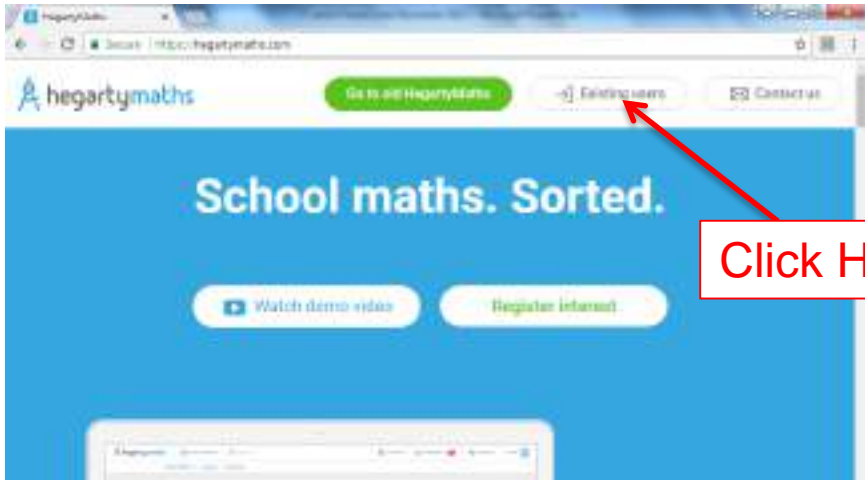 HegartyMaths
Secure https://hegartymaths.com
hegartymaths
Go to old HegartyMaths
Existing users
Contact us
School maths. Sorted.
Click H
Watch demo video
Register interest